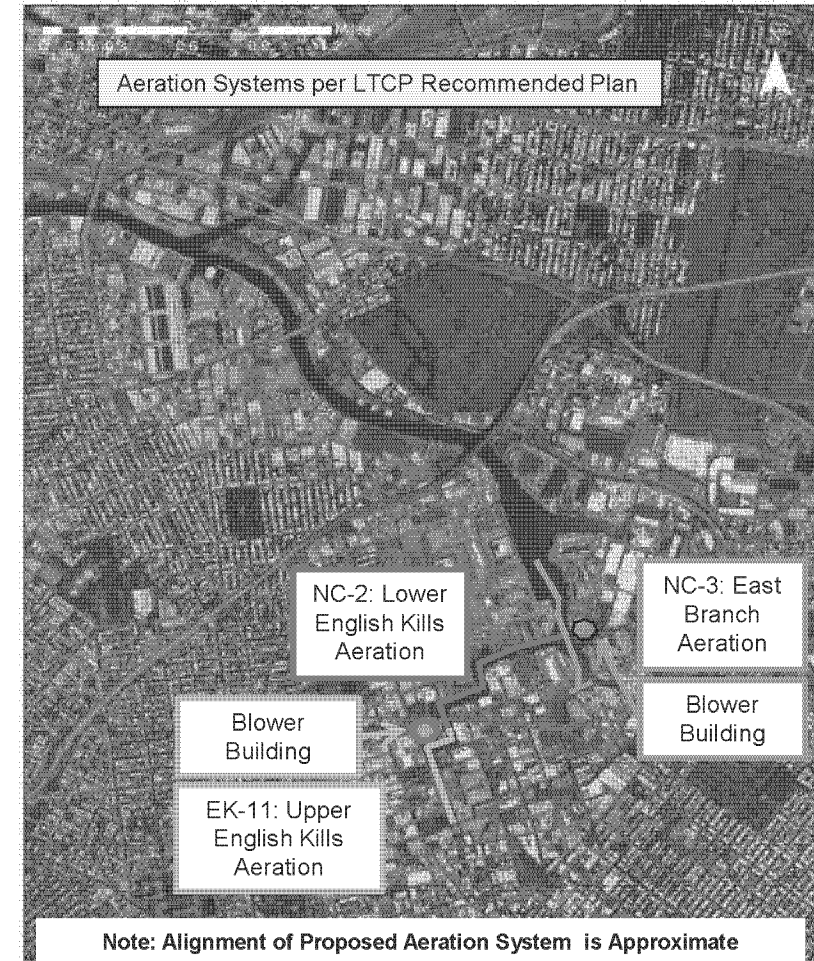 Miles
Aeration Systems per LTCP Recommended Plan
NC-2: Lower
English Kills
Aeration
NC-3: East
Branch
Aeration
Blower
Building
Blower
Building
EK-11: Upper
English Kills
Aeration
Note: Alignment of Proposed Aeration System is Approximate